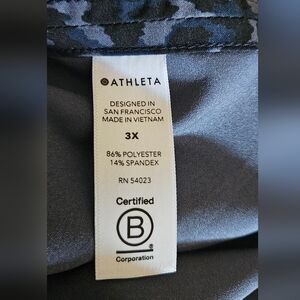 ATHLETA
DESIGNED IN
SAN FRANCISCO
MADE IN VIETNAM
3X
86% POLYESTER
14% SPANDEX
RN 54023
Certified
B
®
Corporation